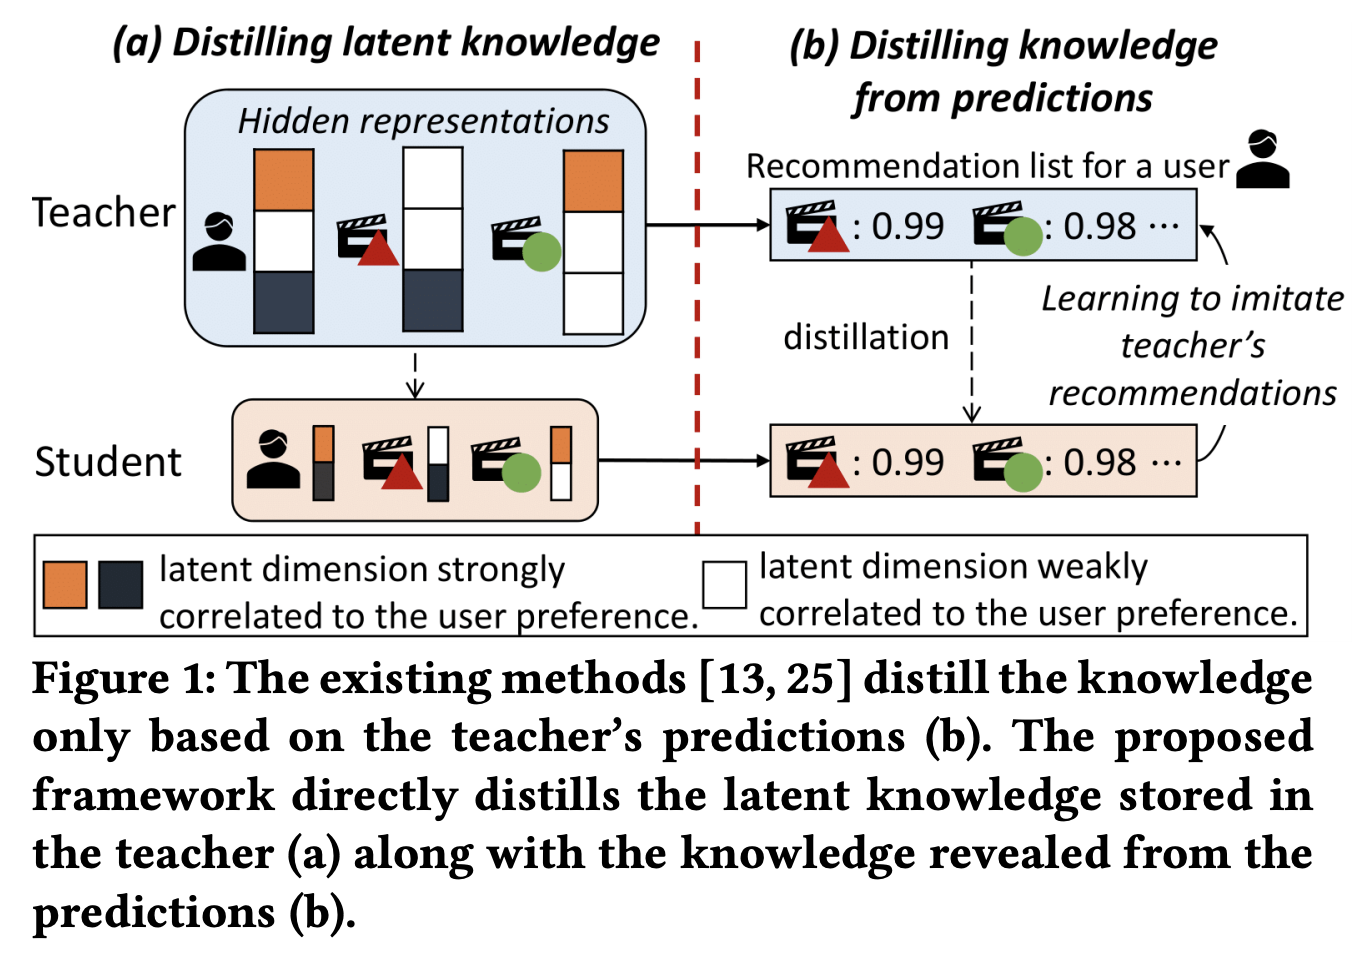 (a) Distilling latent knowledge
(b) Distilling knowledge
from predictions
Hidden representations
Teacher
Recommendation list for a user
: 0.99
: 0.98 ...
distillation
Learning to imitate
teacher's
recommendations
Student
: 0.99
: 0.98 ...
latent dimension strongly
correlated to the user preference.
latent dimension weakly
correlated to the user preference.
Figure 1: The existing methods [13, 25] distill the knowledge
only based on the teacher's predictions (b). The proposed
framework directly distills the latent knowledge stored in
the teacher (a) along with the knowledge revealed from the
predictions (b).